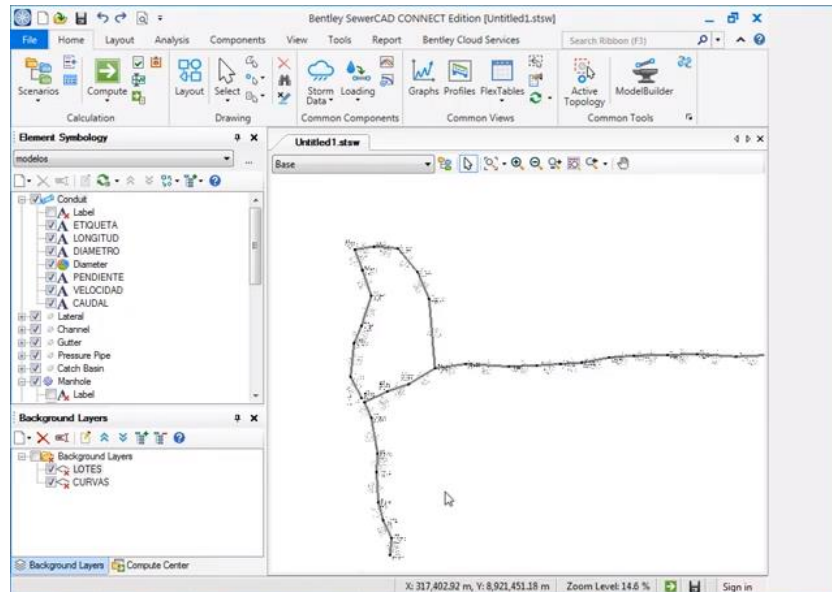 Bentley SewerCAD CONNECT Edition [Untitled1.stsw]
File Home Layout Analysis Components View Tools Report Bentley Cloud Services Search Ribbon (F3)
Scenarios Compute Layout Select Storm Data Loading Graphs Profiles FlexTables Active Topology ModelBuilder
Calculation Drawing Common Components Common Views Common Tools
Element Symbology
modelos
Conduit
Label
ETIQUETA
LONGITUD
DIAMETRO
Diameter
PENDIENTE
VELOCIDAD
CAUDAL
Lateral
Channel
Gutter
Pressure Pipe
Catch Basin
Manhole
Label
Background Layers
Background Layers
LOTES
CURVAS
Background Layers Compute Center
Untitled1.stsw
Base
X: 317,402.92 m, Y: 8,921,451.18 m Zoom Level: 14.6 % Sign in